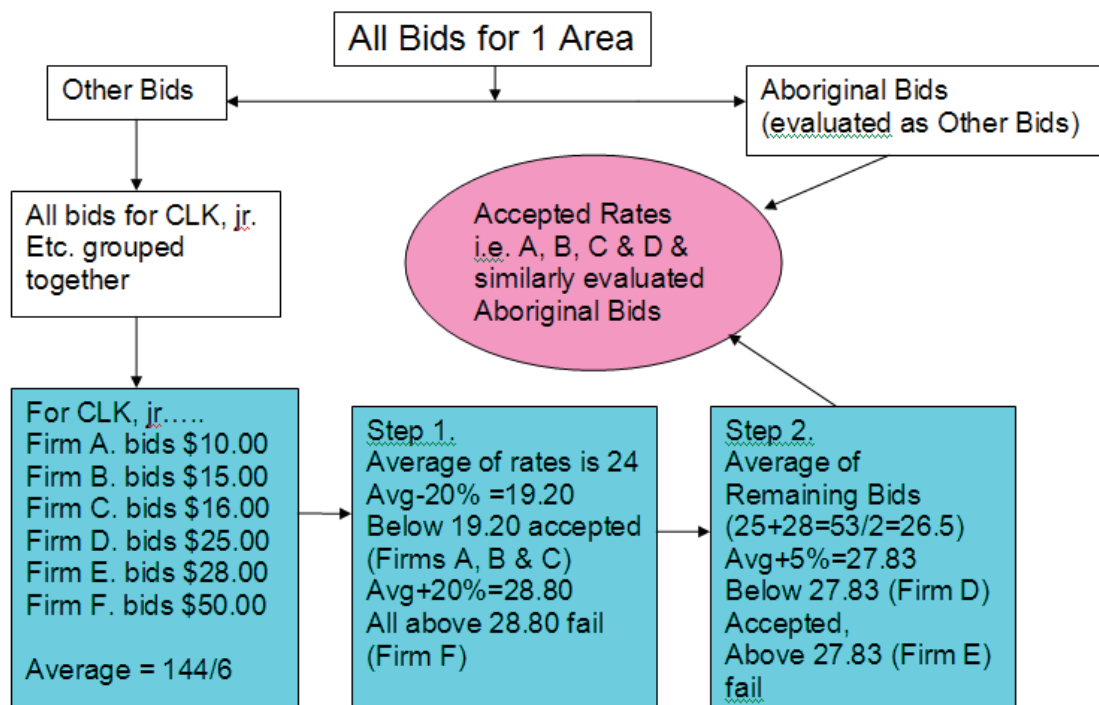 All Bids for 1 Area
Other Bids
Aboriginal Bids
(evaluated as Other Bids)
All bids for CLK, jr.
Etc. grouped
together
Accepted Rates
i.e. A, B, C & D &
similarly evaluated
Aboriginal Bids
For CLK, jr.....
Firm A. bids $10.00
Firm B. bids $15.00
Firm C. bids $16.00
Firm D. bids $25.00
Firm E. bids $28.00
Firm F. bids $50.00
Average = 144/6
Step 1.
Average of rates is 24
Avg-20% =19.20
Below 19.20 accepted
(Firms A, B & C)
Avg+20%=28.80
All above 28.80 fail
(Firm F)
Step 2.
Average of
Remaining Bids
(25+28=53/2=26.5)
Avg+5%=27.83
Below 27.83 (Firm D)
Accepted,
Above 27.83 (Firm E)
fail